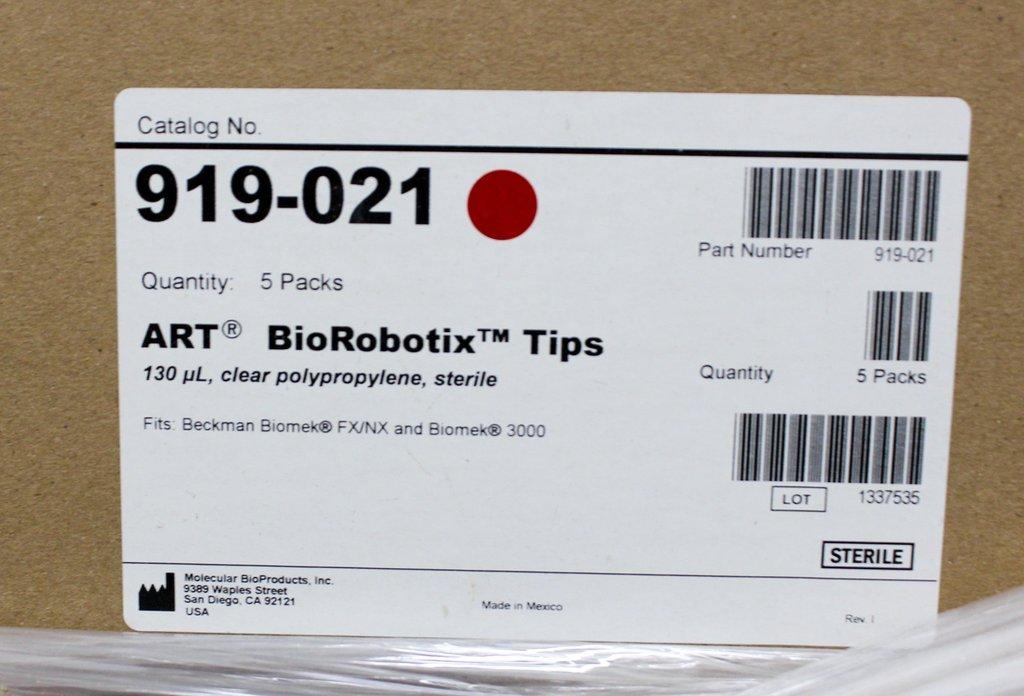 Catalog No.
919-021
Part Number 919-021
Quantity: 5 Packs
ART® BioRobotix™ Tips
130 µL, clear polypropylene, sterile
Quantity 5 Packs
Fits: Beckman Biomek® FX/NX and Biomek® 3000
LOT 1337535
STERILE
Molecular BioProducts, Inc.
9389 Waples Street
San Diego, CA 92121
USA
Made in Mexico
Rev. I